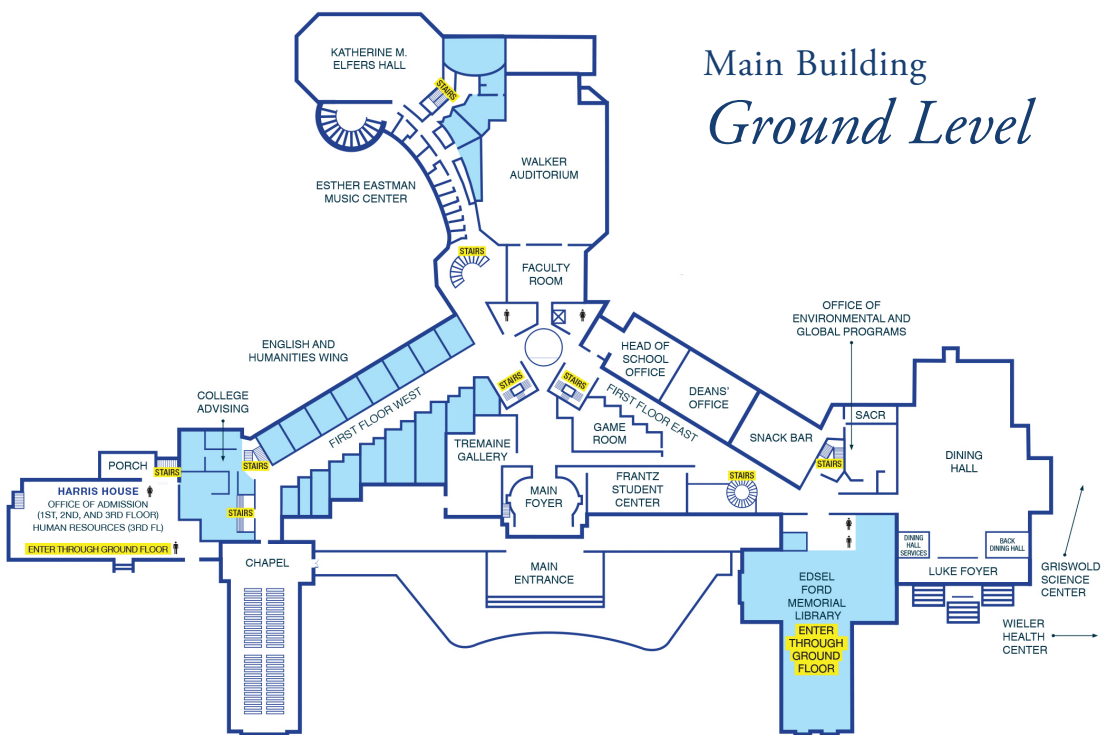 Main Building
Ground Level
KATHERINE M.
ELFERS HALL
STAIRS
WALKER
AUDITORIUM
ESTHER EASTMAN
MUSIC CENTER
STAIRS
FACULTY
ROOM
OFFICE OF
ENVIRONMENTAL AND
GLOBAL PROGRAMS
ENGLISH AND
HUMANITIES WING
HEAD OF
SCHOOL
OFFICE
DEANS'
OFFICE
STAIRS
STAIRS
COLLEGE
ADVISING
FIRST FLOOR WEST
FIRST FLOOR EAST
SACR
GAME
ROOM
SNACK BAR
TREMAINE
GALLERY
DINING
HALL
PORCH
STAIRS
STAIRS
STAIRS
STAIRS
HARRIS HOUSE
OFFICE OF ADMISSION
(1ST, 2ND, AND 3RD FLOOR)
HUMAN RESOURCES (3RD FL)
ENTER THROUGH GROUND FLOOR
STAIRS
MAIN
FOYER
FRANTZ
STUDENT
CENTER
DINING
HALL
SERVICES
BACK
DINING HALL
CHAPEL
MAIN
ENTRANCE
LUKE FOYER
GRISWOLD
SCIENCE
CENTER
EDSEL
FORD
MEMORIAL
LIBRARY
ENTER
THROUGH
GROUND
FLOOR
WIELER
HEALTH
CENTER